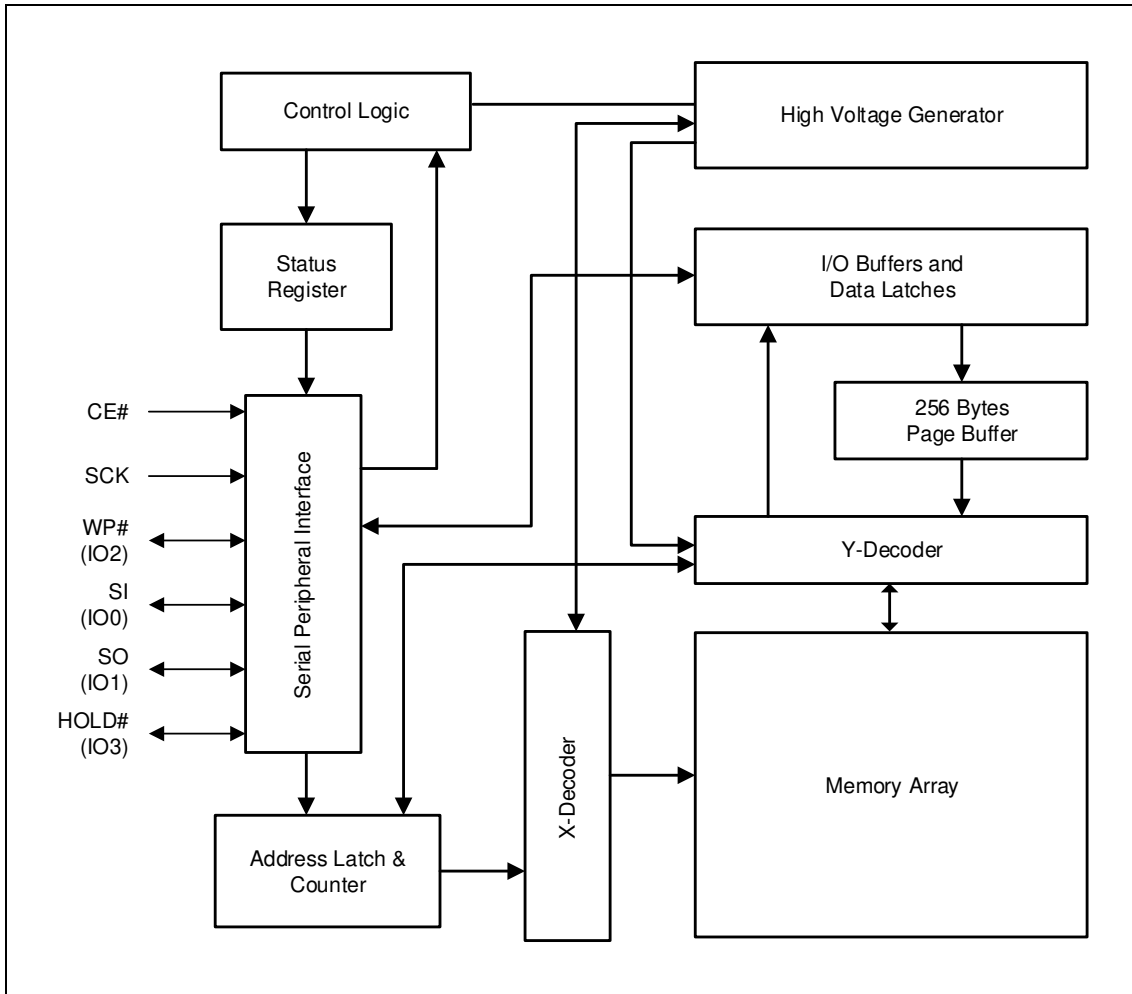 Control Logic
High Voltage Generator
Status
Register
I/O Buffers and
Data Latches
256 Bytes
Page Buffer
CE#
SCK
WP#
(IO2)
SI
(IO0)
SO
(IO1)
HOLD#
(IO3)
Serial Peripheral Interface
Y-Decoder
X-Decoder
Memory Array
Address Latch &
Counter